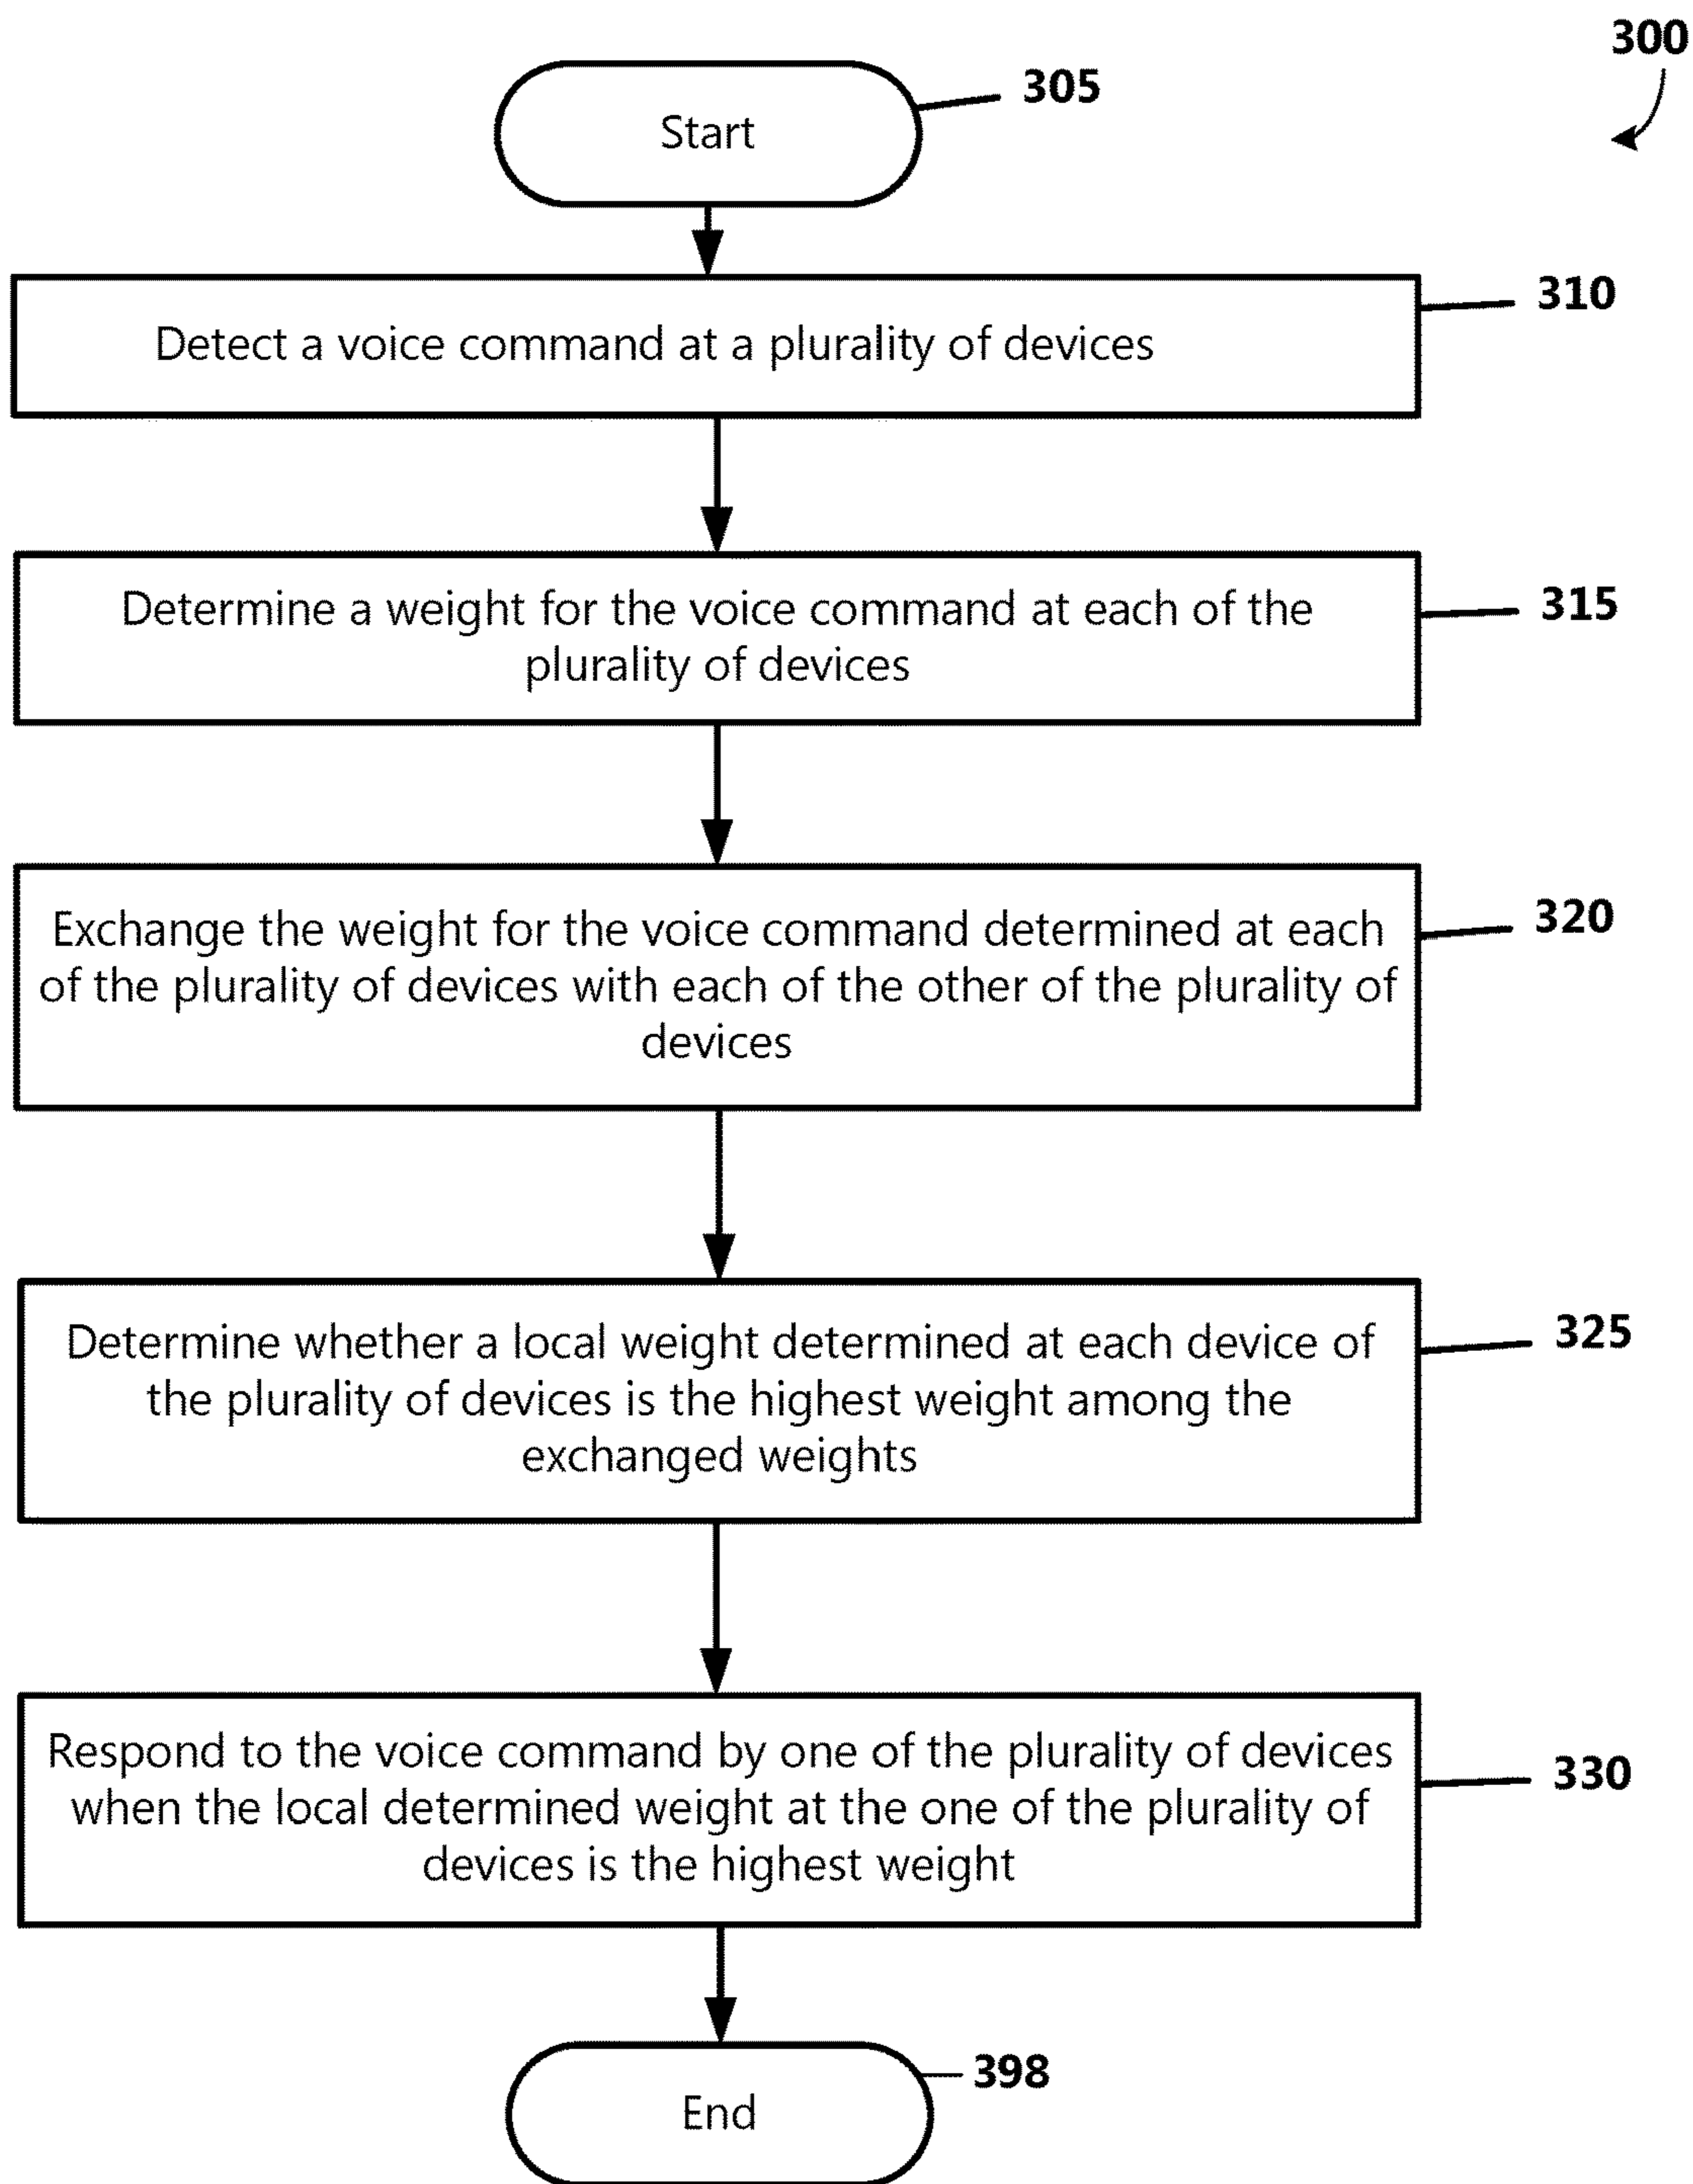 300
305
Start
310
Detect a voice command at a plurality of devices
315
Determine a weight for the voice command at each of the
plurality of devices
320
Exchange the weight for the voice command determined at each
of the plurality of devices with each of the other of the plurality of
devices
325
Determine whether a local weight determined at each device of
the plurality of devices is the highest weight among the
exchanged weights
330
Respond to the voice command by one of the plurality of devices
when the local determined weight at the one of the plurality of
devices is the highest weight
398
End